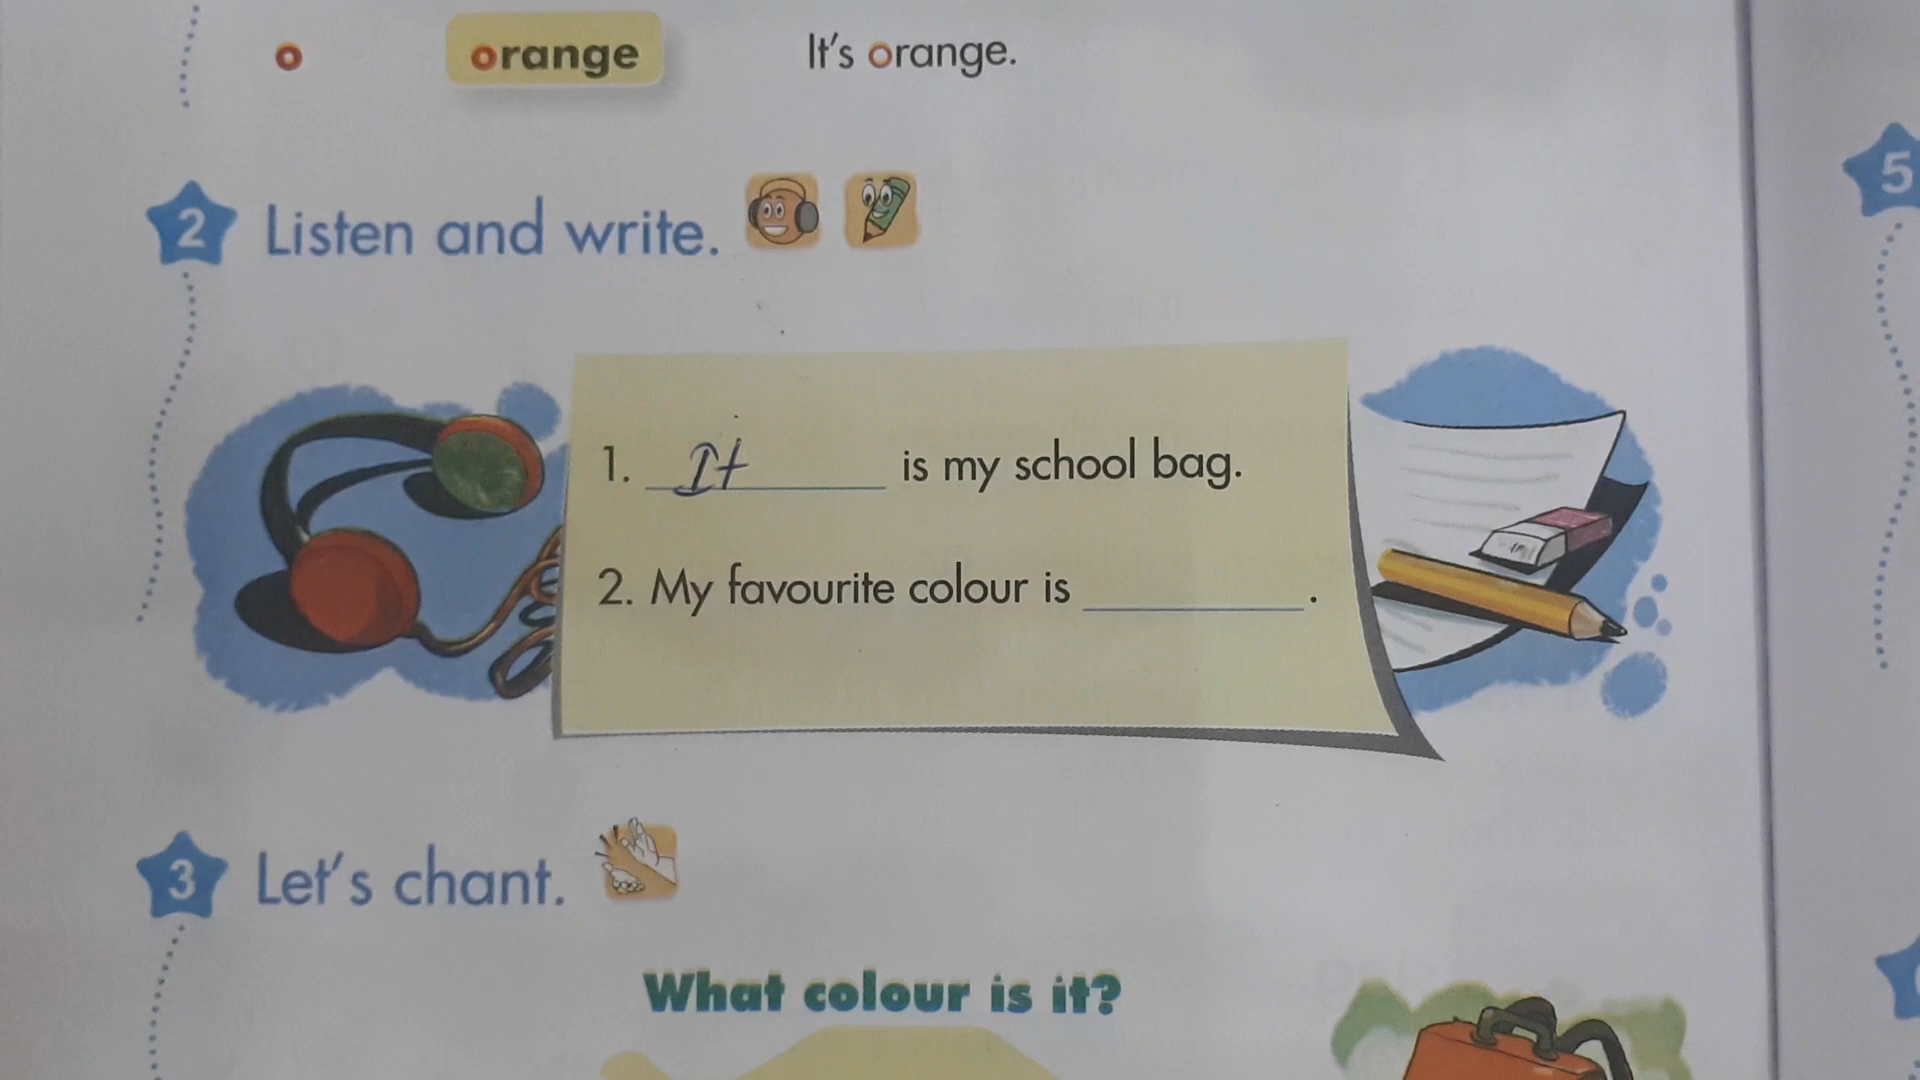 o orange It's orange.
2 Listen and write.
1. It is my school bag.
2. My favourite colour is ________.
3 Let's chant.
What colour is it?
5